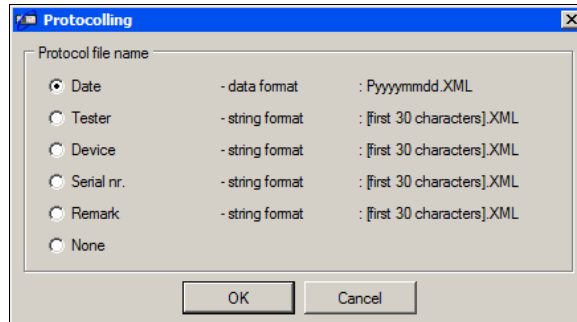 Protocolling
Protocol file name
Date - data format : Pyyyymmdd.XML
Tester - string format : [first 30 characters].XML
Device - string format : [first 30 characters].XML
Serial nr. - string format : [first 30 characters].XML
Remark - string format : [first 30 characters].XML
None
OK Cancel